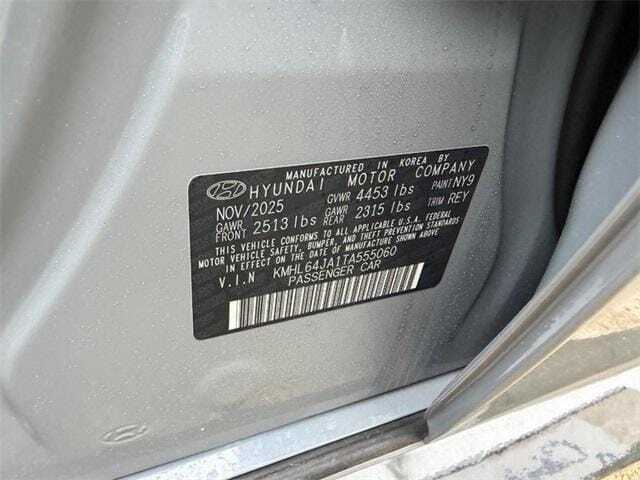 MANUFACTURED IN KOREA BY
HYUNDAI MOTOR COMPANY
NOV/2025 GVWR 4453 lbs PAINT NY9
GAWR FRONT 2513 lbs GAWR REAR 2315 lbs TRIM REY
THIS VEHICLE CONFORMS TO ALL APPLICABLE U.S.A FEDERAL
MOTOR VEHICLE SAFETY, BUMPER, AND THEFT PREVENTION
STANDARDS IN EFFECT ON THE DATE OF MANUFACTURE SHOWN ABOVE.
V.I.N KMHL64JA1TA555060
PASSENGER CAR